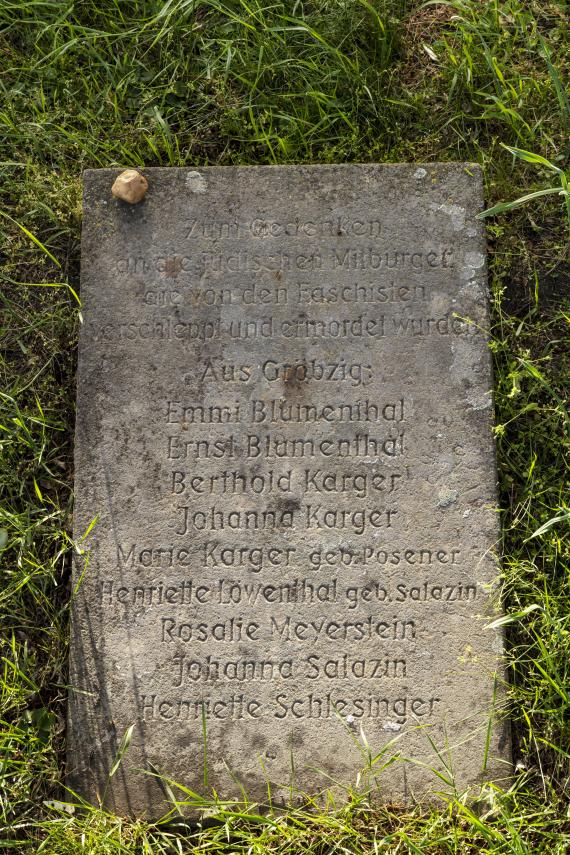 Zum Gedenken
an die jüdischen Mitbürger,
die von den Faschisten
verschleppt und ermordet wurden
Aus Gröbzig:
Emmi Blumenthal
Ernst Blumenthal
Berthold Karger
Johanna Karger
Marie Karger geb. Posener
Henriette Löwenthal geb. Salazin
Rosalie Meyerstein
Johanna Salazin
Henriette Schlesinger